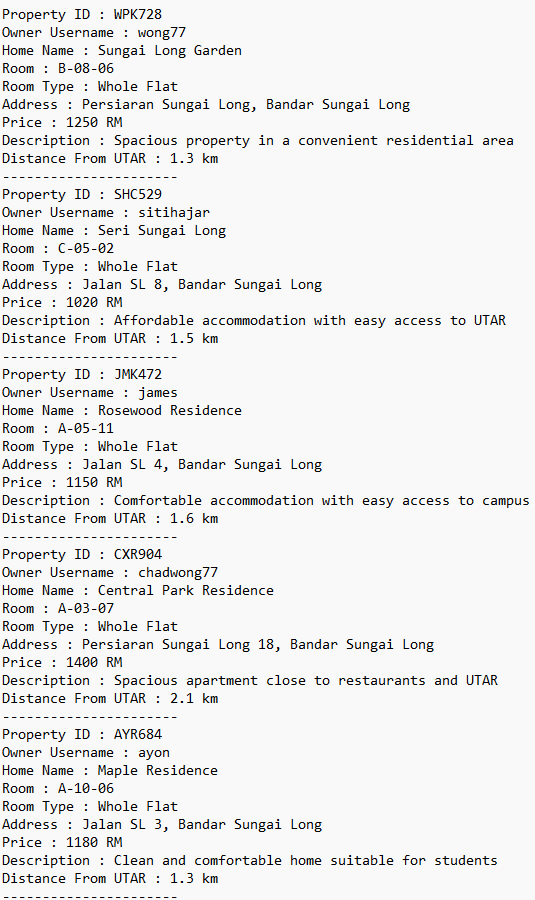 Property ID : WPK728
Owner Username : wong77
Home Name : Sungai Long Garden
Room : B-08-06
Room Type : Whole Flat
Address : Persiaran Sungai Long, Bandar Sungai Long
Price : 1250 RM
Description : Spacious property in a convenient residential area
Distance From UTAR : 1.3 km
----------------------
Property ID : SHC529
Owner Username : sitihajar
Home Name : Seri Sungai Long
Room : C-05-02
Room Type : Whole Flat
Address : Jalan SL 8, Bandar Sungai Long
Price : 1020 RM
Description : Affordable accommodation with easy access to UTAR
Distance From UTAR : 1.5 km
----------------------
Property ID : JMK472
Owner Username : james
Home Name : Rosewood Residence
Room : A-05-11
Room Type : Whole Flat
Address : Jalan SL 4, Bandar Sungai Long
Price : 1150 RM
Description : Comfortable accommodation with easy access to campus
Distance From UTAR : 1.6 km
----------------------
Property ID : CXR904
Owner Username : chadwong77
Home Name : Central Park Residence
Room : A-03-07
Room Type : Whole Flat
Address : Persiaran Sungai Long 18, Bandar Sungai Long
Price : 1400 RM
Description : Spacious apartment close to restaurants and UTAR
Distance From UTAR : 2.1 km
----------------------
Property ID : AYR684
Owner Username : ayon
Home Name : Maple Residence
Room : A-10-06
Room Type : Whole Flat
Address : Jalan SL 3, Bandar Sungai Long
Price : 1180 RM
Description : Clean and comfortable home suitable for students
Distance From UTAR : 1.3 km
----------------------